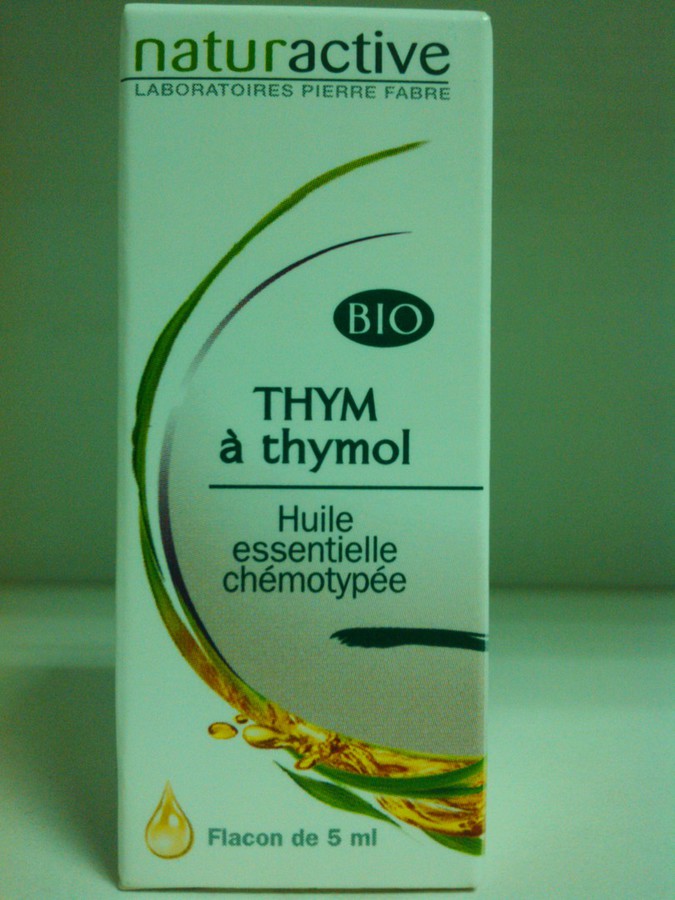 naturactive
LABORATOIRES PIERRE FABRE
BIO
THYM
à thymol
Huile
essentielle
chémotypée
Flacon de 5 ml